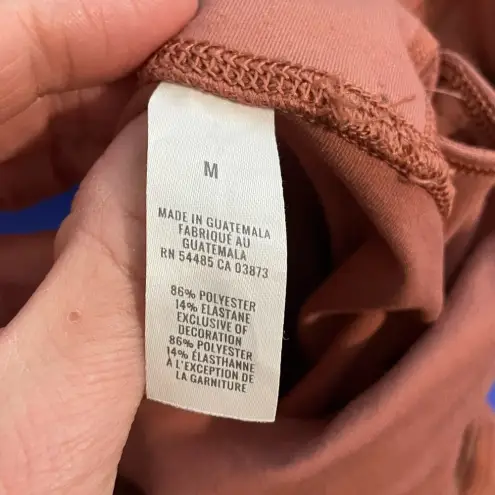 M
MADE IN GUATEMALA
FABRIQUÉ AU
GUATEMALA
RN 54485 CA 03873
86% POLYESTER
14% ELASTANE
EXCLUSIVE OF
DECORATION
86% POLYESTER
14% ÉLASTHANNE
À L'EXCEPTION DE
LA GARNITURE